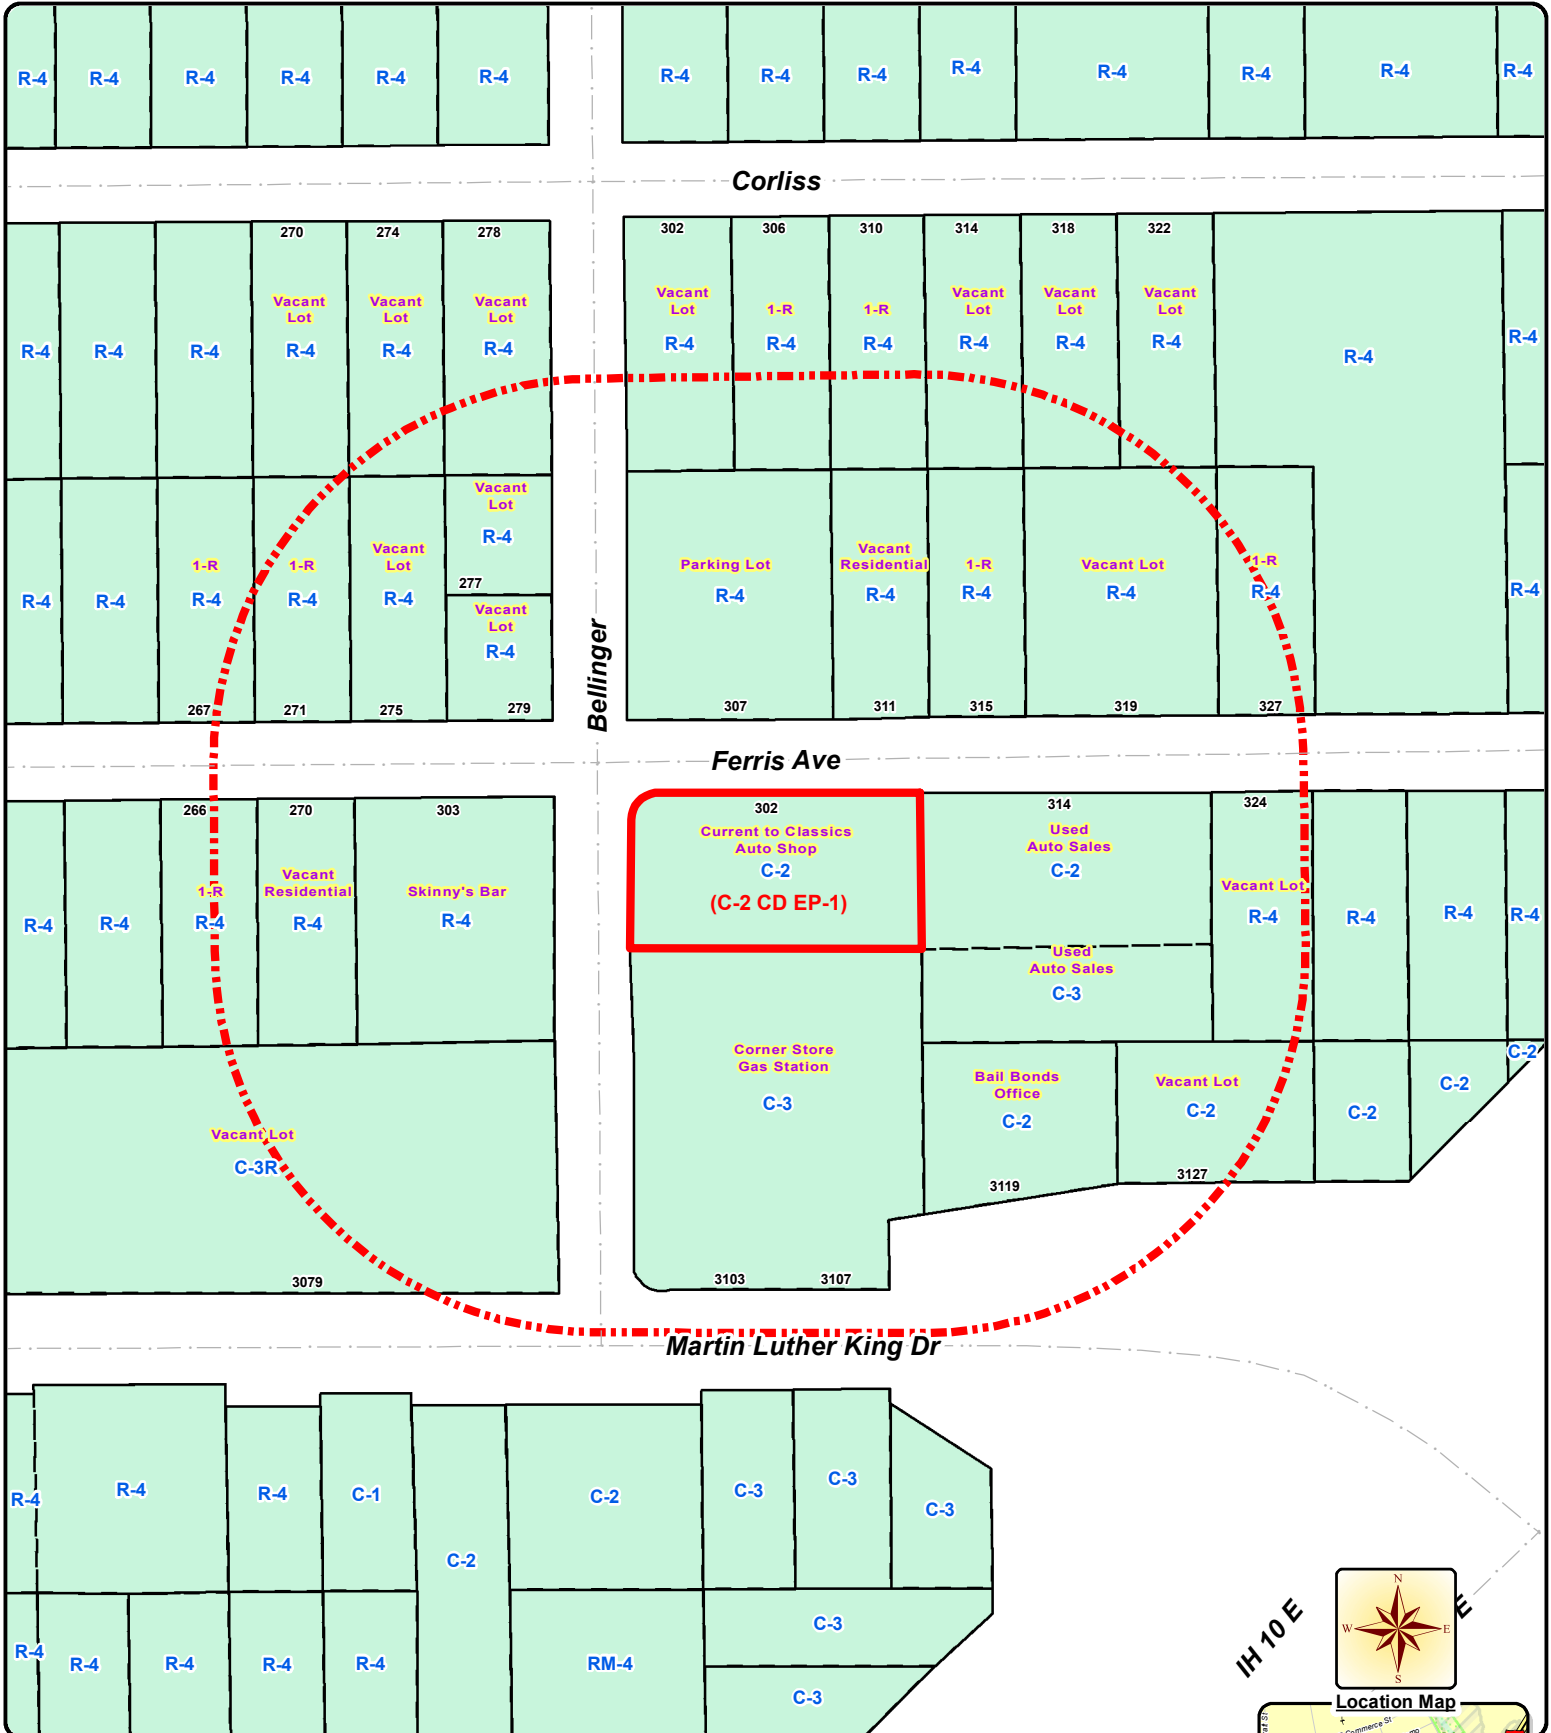 R-4 R-4 R-4 R-4 R-4 R-4 R-4 R-4 R-4 R-4 R-4 R-4 R-4 R-4
Corliss
270 274 278 302 306 310 314 318 322
Vacant Lot
R-4
Vacant Lot
R-4
Vacant Lot
R-4
Vacant Lot
R-4
1-R
R-4
1-R
R-4
Vacant Lot
R-4
Vacant Lot
R-4
Vacant Lot
R-4
R-4 R-4 R-4
R-4
R-4
Vacant
Lot
R-4
277
Vacant
Lot
R-4
279
R-4 R-4
1-R
R-4
267
1-R
R-4
271
Vacant
Lot
R-4
275
Bellinger
Parking Lot
R-4
307
Vacant
Residential
R-4
311
1-R
R-4
315
Vacant Lot
R-4
319
1-R
R-4
327
R-4
Ferris Ave
R-4 R-4
266
1-R
R-4
270
Vacant
Residential
R-4
303
Skinny's Bar
R-4
302
Current to Classics
Auto Shop
C-2
(C-2 CD EP-1)
314
Used
Auto Sales
C-2
Used
Auto Sales
C-3
324
Vacant Lot
R-4
R-4 R-4 R-4
Vacant Lot
C-3R
3079
Corner Store
Gas Station
C-3
3103 3107
Bail Bonds
Office
C-2
3119
Vacant Lot
C-2
3127
C-2 C-2 C-2
Martin Luther King Dr
R-4 R-4 R-4 C-1 C-2 C-2 C-3 C-3 C-3
R-4 R-4 R-4 R-4 R-4 RM-4 C-3
C-3
IH 10 E
E
N
W E
S
Location Map
Commerce St